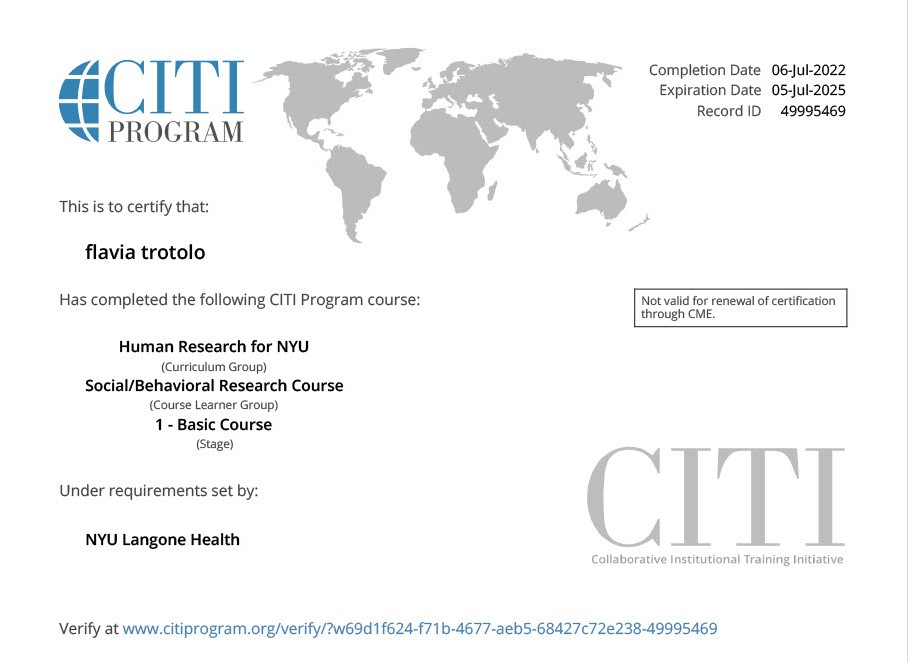 CITI
PROGRAM
Completion Date 06-Jul-2022
Expiration Date 05-Jul-2025
Record ID 49995469
This is to certify that:
flavia trotolo
Has completed the following CITI Program course:
Not valid for renewal of certification
through CME.
Human Research for NYU
(Curriculum Group)
Social/Behavioral Research Course
(Course Learner Group)
1 - Basic Course
(Stage)
Under requirements set by:
NYU Langone Health
CITI
Collaborative Institutional Training Initiative
Verify at www.citiprogram.org/verify/?w69d1f624-f71b-4677-aeb5-68427c72e238-49995469